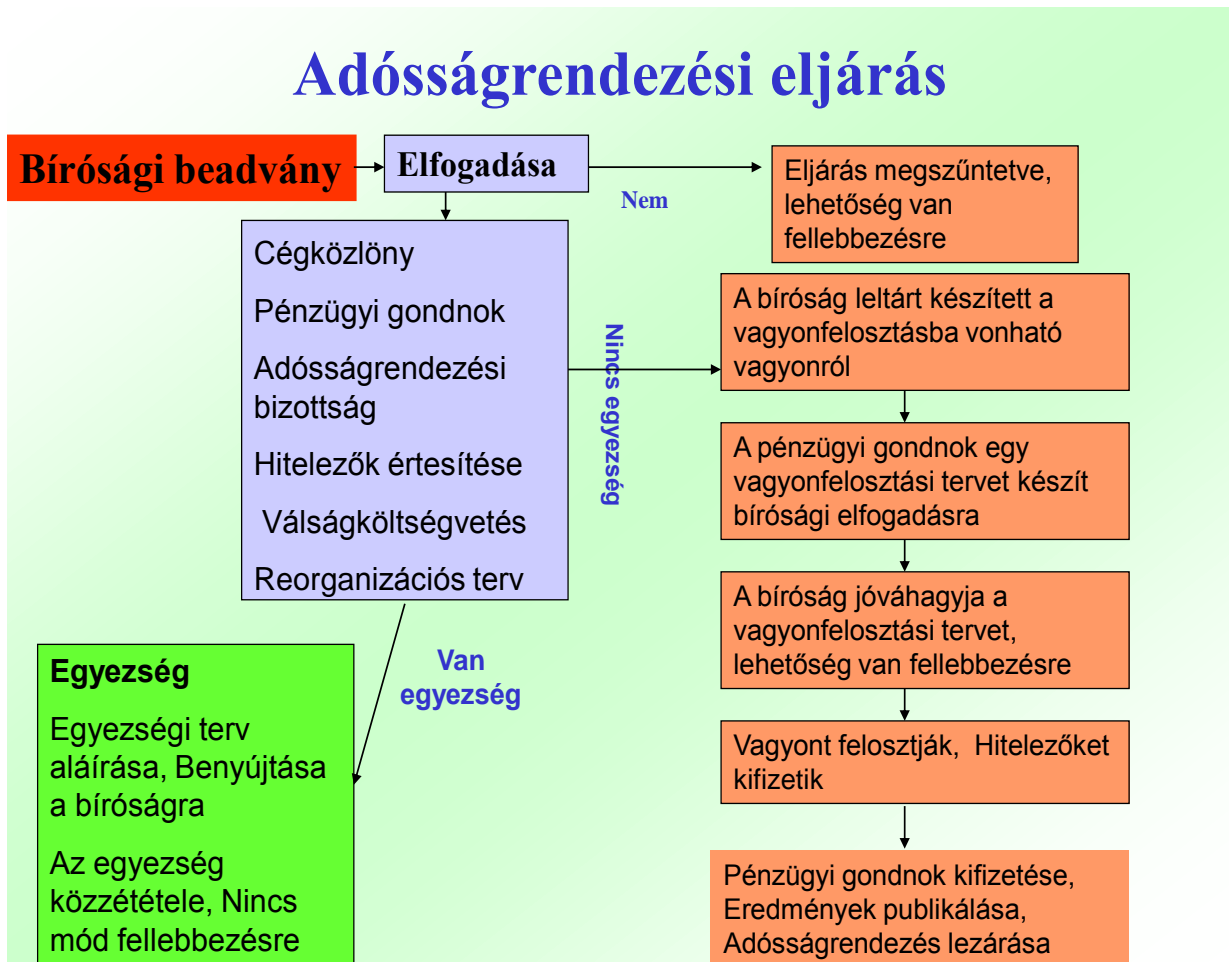 Adósságrendezési eljárás
Bírósági beadvány
Elfogadása
Nem
Eljárás megszűntetve,
lehetőség van
fellebbezésre
Cégközlöny
Pénzügyi gondnok
Adósságrendezési
bizottság
Hitelezők értesítése
Válságköltségvetés
Reorganizációs terv
Nincs egyezség
A bíróság leltárt készített a
vagyonfelosztásba vonható
vagyonról
A pénzügyi gondnok egy
vagyonfelosztási tervet készít
bírósági elfogadásra
A bíróság jóváhagyja a
vagyonfelosztási tervet,
lehetőség van fellebbezésre
Vagyont felosztják, Hitelezőket
kifizetik
Pénzügyi gondnok kifizetése,
Eredmények publikálása,
Adósságrendezés lezárása
Van
egyezség
Egyezség
Egyezségi terv
aláírása, Benyújtása
a bíróságra
Az egyezség
közzététele, Nincs
mód fellebbezésre